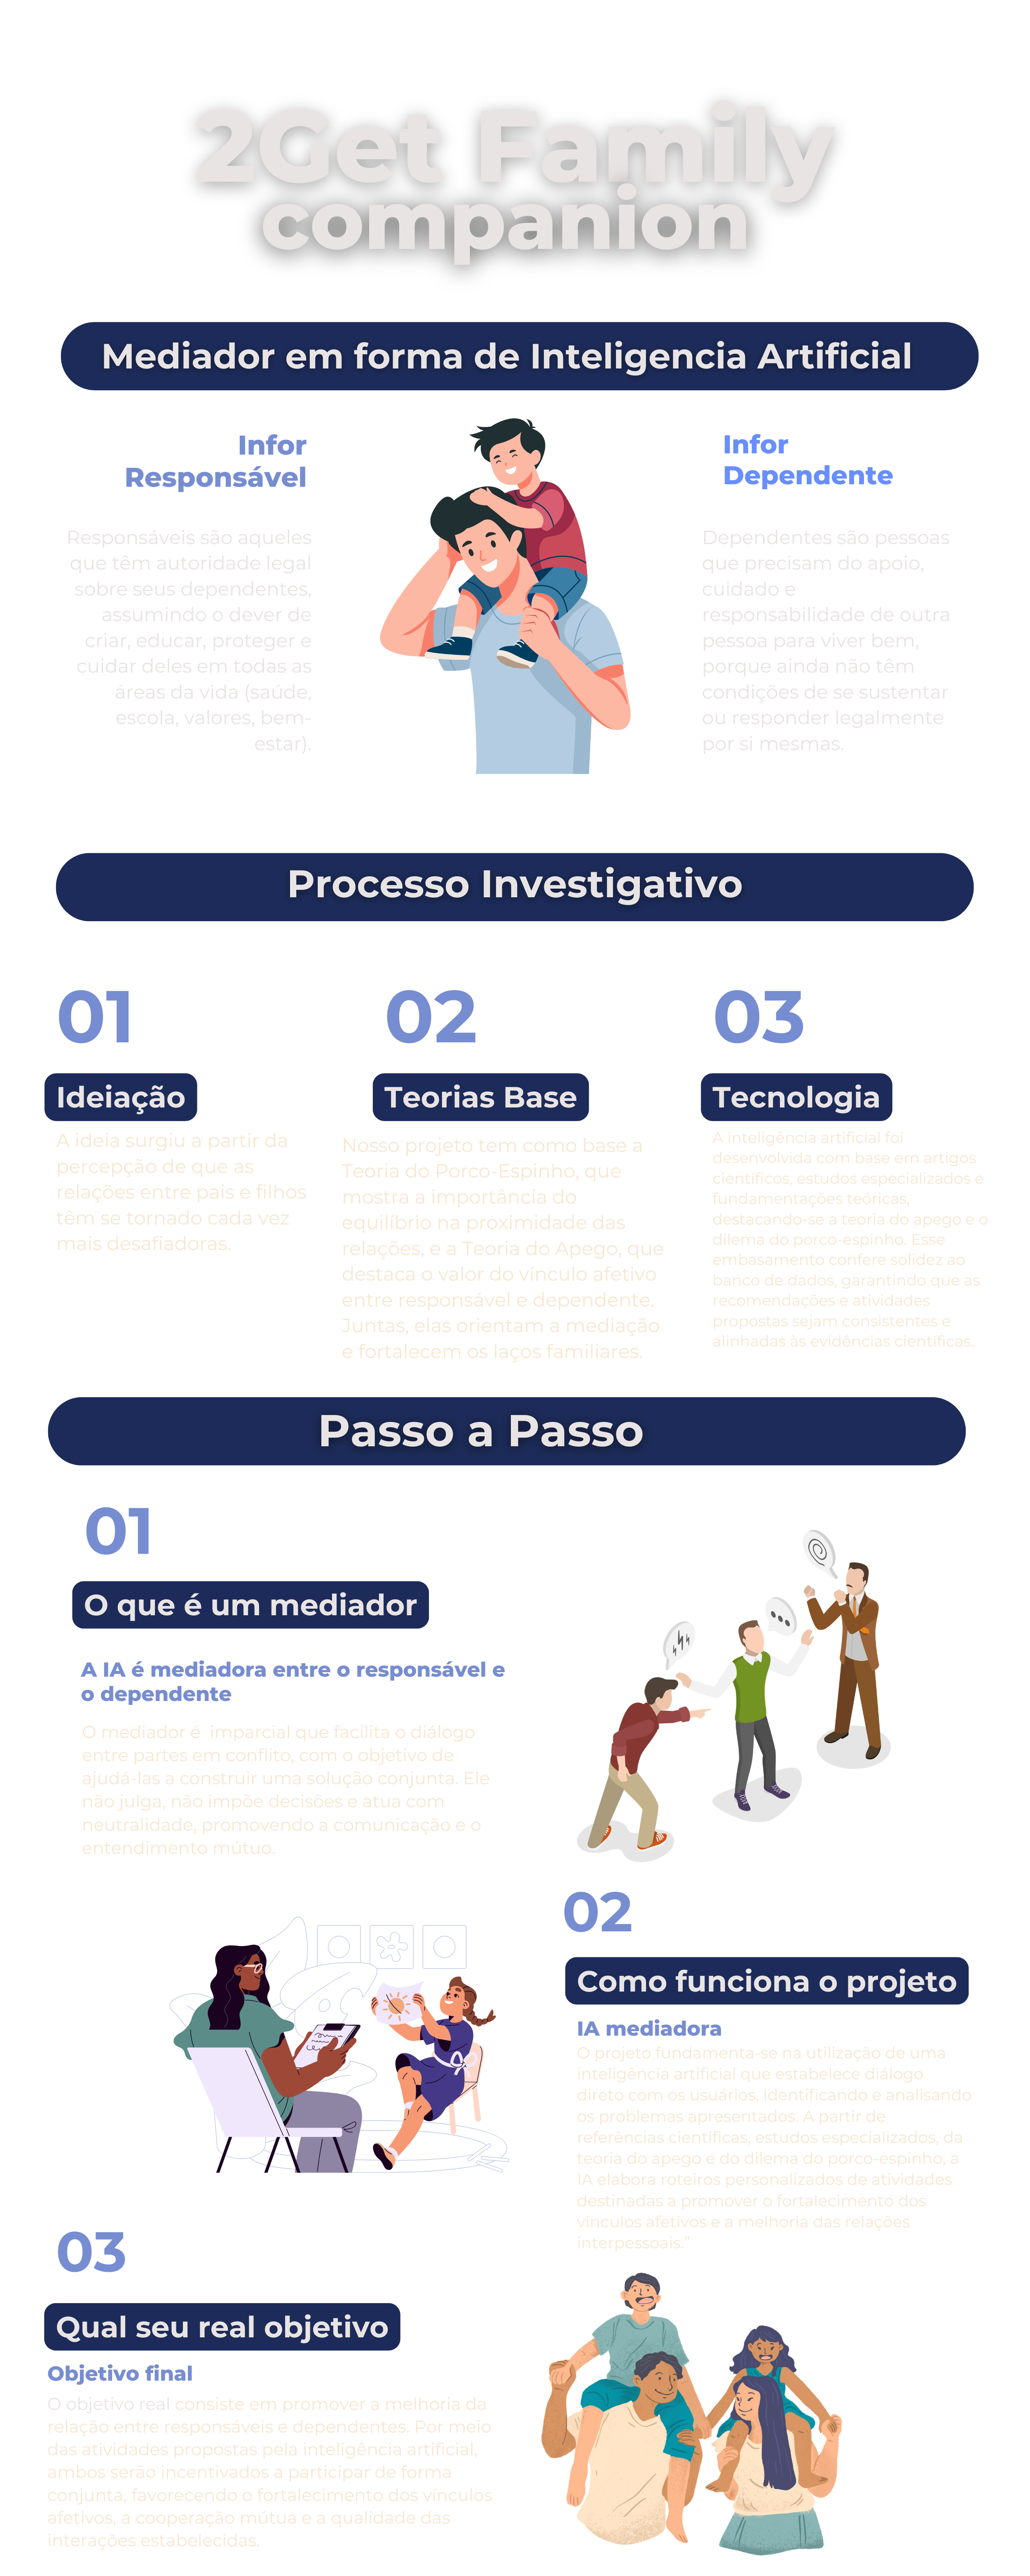 2Get Family
companion
Mediador em forma de Inteligencia Artificial
Infor
Responsável
Responsáveis são aqueles
que têm autoridade legal
sobre seus dependentes,
assumindo o dever de
criar, educar, proteger e
cuidar deles em todas as
áreas da vida (saúde,
escola, valores, bem-
estar).
Infor
Dependente
Dependentes são pessoas
que precisam do apoio,
cuidado e
responsabilidade de outra
pessoa para viver bem,
porque ainda não têm
condições de se sustentar
ou responder legalmente
por si mesmas.
Processo Investigativo
01
Ideiação
A ideia surgiu a partir da
percepção de que as
relações entre pais e filhos
têm se tornado cada vez
mais desafiadoras.
02
Teorias Base
Nosso projeto tem como base a
Teoria do Porco-Espinho, que
mostra a importância do
equilíbrio na proximidade das
relações, e a Teoria do Apego, que
destaca o valor do vínculo afetivo
entre responsável e dependente.
Juntas, elas orientam a mediação
e fortalecem os laços familiares.
03
Tecnologia
A inteligência artificial foi
desenvolvida com base em artigos
científicos, estudos especializados e
fundamentações teóricas,
destacando-se a teoria do apego e o
dilema do porco-espinho. Esse
embasamento confere solidez ao
banco de dados, garantindo que as
recomendações e atividades
propostas sejam consistentes e
alinhadas às evidências científicas.
Passo a Passo
01
O que é um mediador
A IA é mediadora entre o responsável e
o dependente
O mediador é  imparcial que facilita o diálogo
entre partes em conflito, com o objetivo de
ajudá-las a construir uma solução conjunta. Ele
não julga, não impõe decisões e atua com
neutralidade, promovendo a comunicação e o
entendimento mútuo.
02
Como funciona o projeto
IA mediadora
O projeto fundamenta-se na utilização de uma
inteligência artificial que estabelece diálogo
direto com os usuários, identificando e analisando
os problemas apresentados. A partir de
referências científicas, estudos especializados, da
teoria do apego e do dilema do porco-espinho, a
IA elabora roteiros personalizados de atividades
destinadas a promover o fortalecimento dos
vínculos afetivos e a melhoria das relações
interpessoais.”
03
Qual seu real objetivo
Objetivo final
O objetivo real consiste em promover a melhoria da
relação entre responsáveis e dependentes. Por meio
das atividades propostas pela inteligência artificial,
ambos serão incentivados a participar de forma
conjunta, favorecendo o fortalecimento dos vínculos
afetivos, a cooperação mútua e a qualidade das
interações estabelecidas.